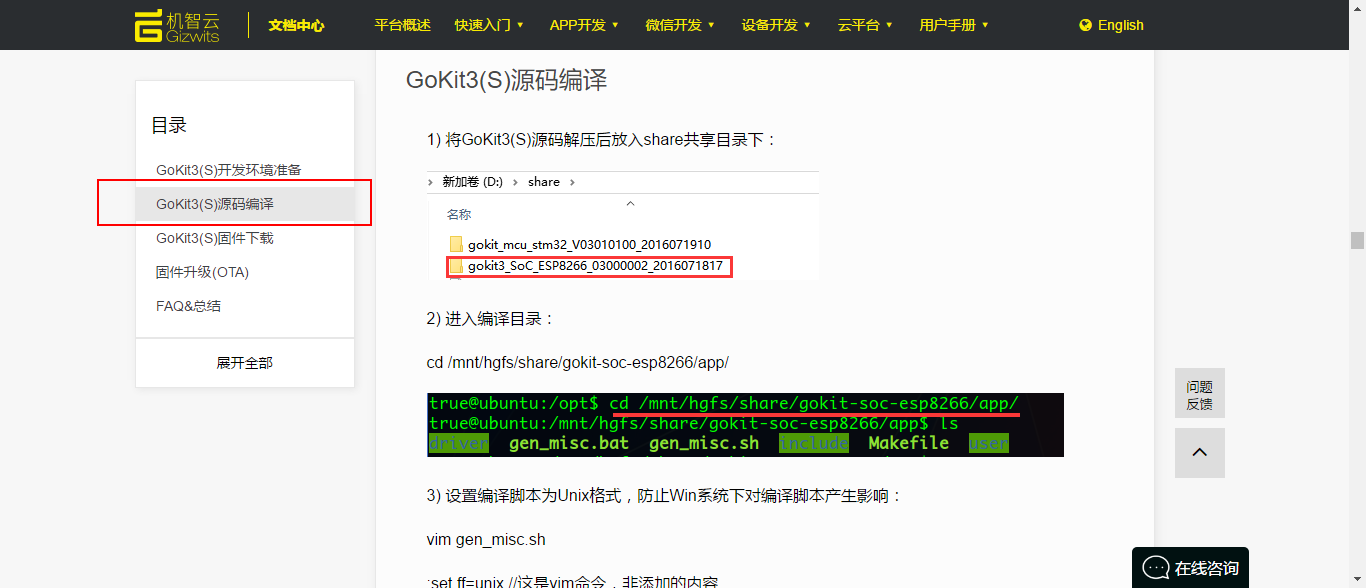 机智云
Gizwits
文档中心
平台概述 快速入门 ▼ APP开发 ▼ 微信开发 ▼ 设备开发 ▼ 云平台 ▼ 用户手册 ▼
English
目录
GoKit3(S)开发环境准备
GoKit3(S)源码编译
GoKit3(S)固件下载
固件升级(OTA)
FAQ&总结
展开全部
GoKit3(S)源码编译
1) 将GoKit3(S)源码解压后放入share共享目录下：
› 新加卷 (D:) › share ›
名称
gokit_mcu_stm32_V03010100_2016071910
gokit3_SoC_ESP8266_03000002_2016071817
2) 进入编译目录：
cd /mnt/hgfs/share/gokit-soc-esp8266/app/
true@ubuntu:/opt$ cd /mnt/hgfs/share/gokit-soc-esp8266/app/
true@ubuntu:/mnt/hgfs/share/gokit-soc-esp8266/app$ ls
driver gen_misc.bat gen_misc.sh include Makefile user
3) 设置编译脚本为Unix格式，防止Win系统下对编译脚本产生影响：
vim gen_misc.sh
:set ff=unix //这是vim命令，非添加的内容
问题
反馈
在线咨询